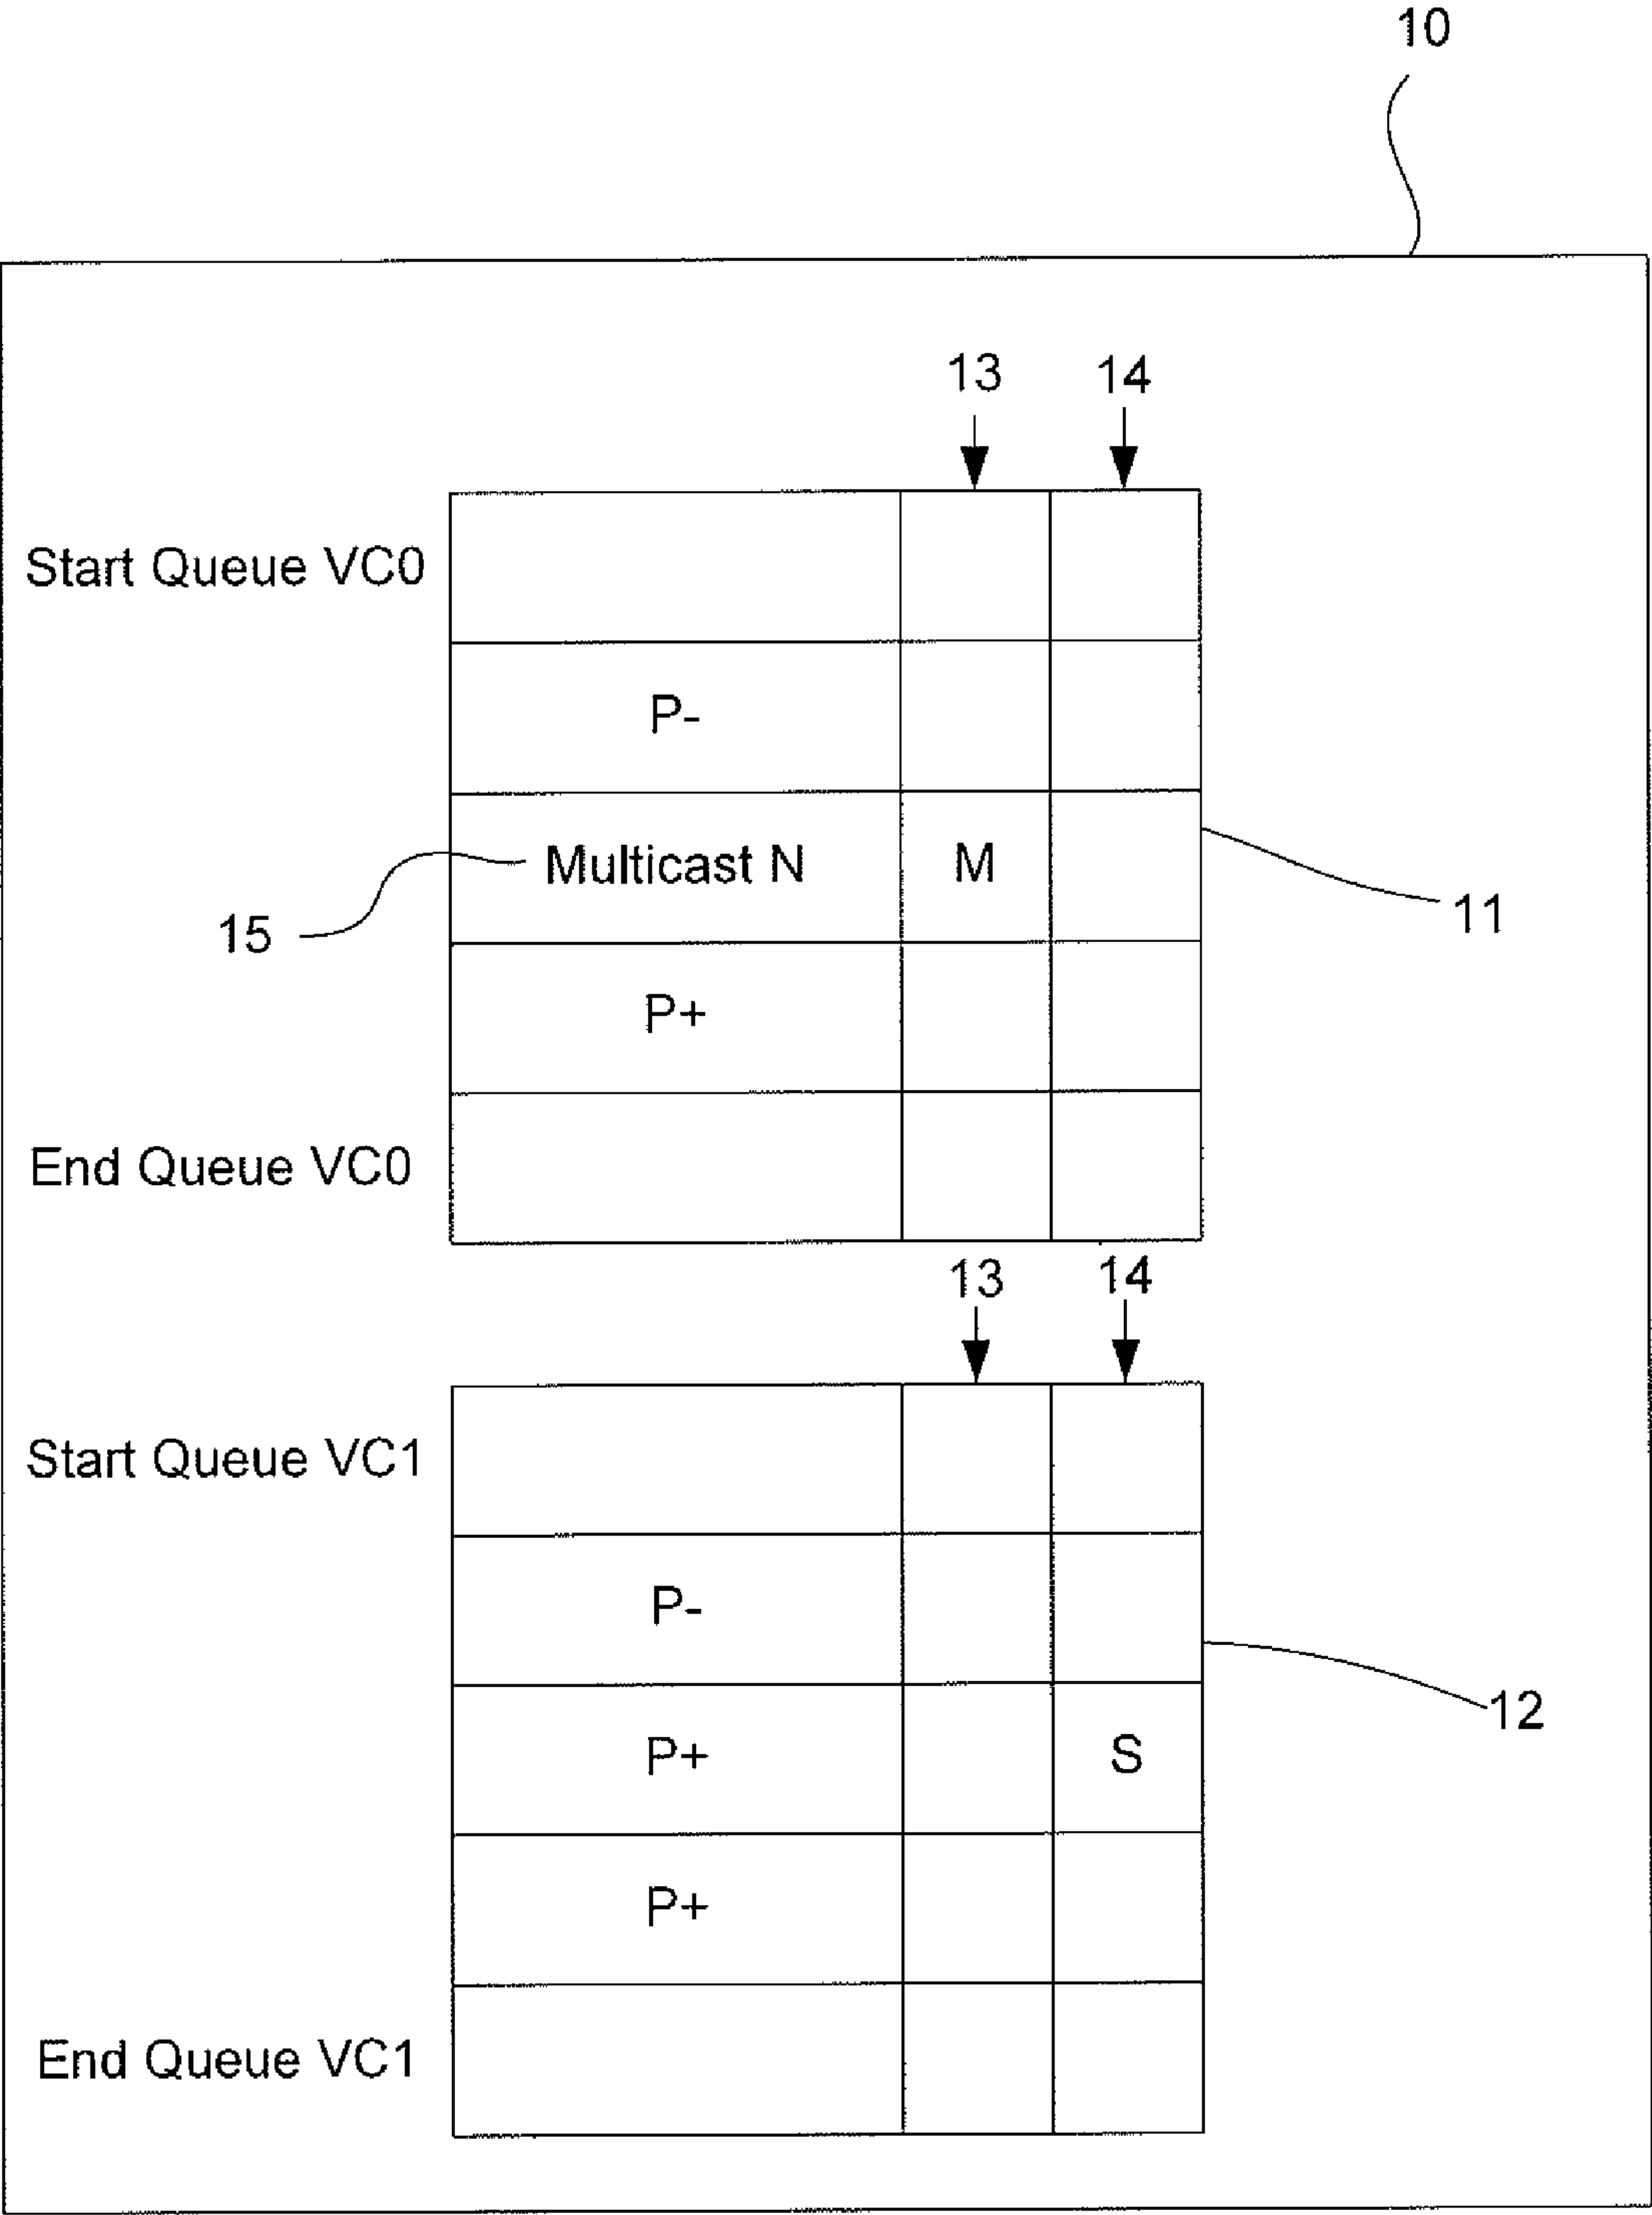 10
13 14
Start Queue VC0
P-
Multicast N M
15
11
P+
End Queue VC0
13 14
Start Queue VC1
P-
12
P+ S
P+
End Queue VC1